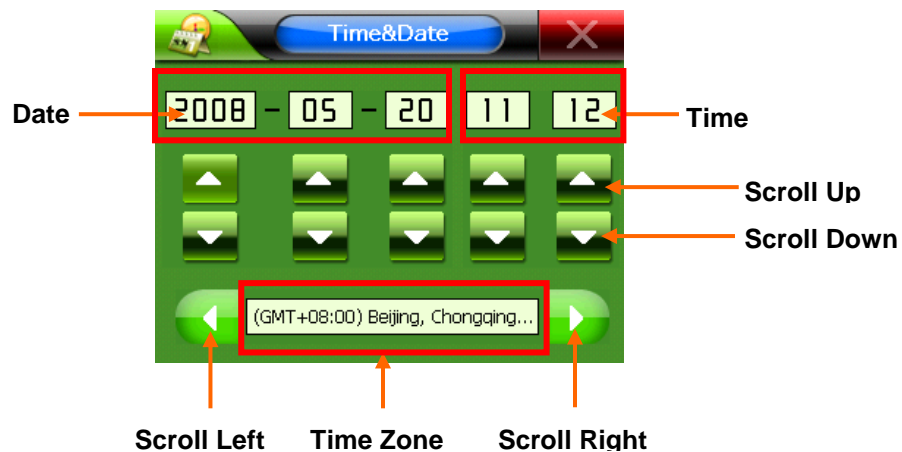 Time&Date
Date
2008 - 05 - 20 11 12
Time
Scroll Up
Scroll Down
(GMT+08:00) Beijing, Chongqing...
Scroll Left Time Zone Scroll Right